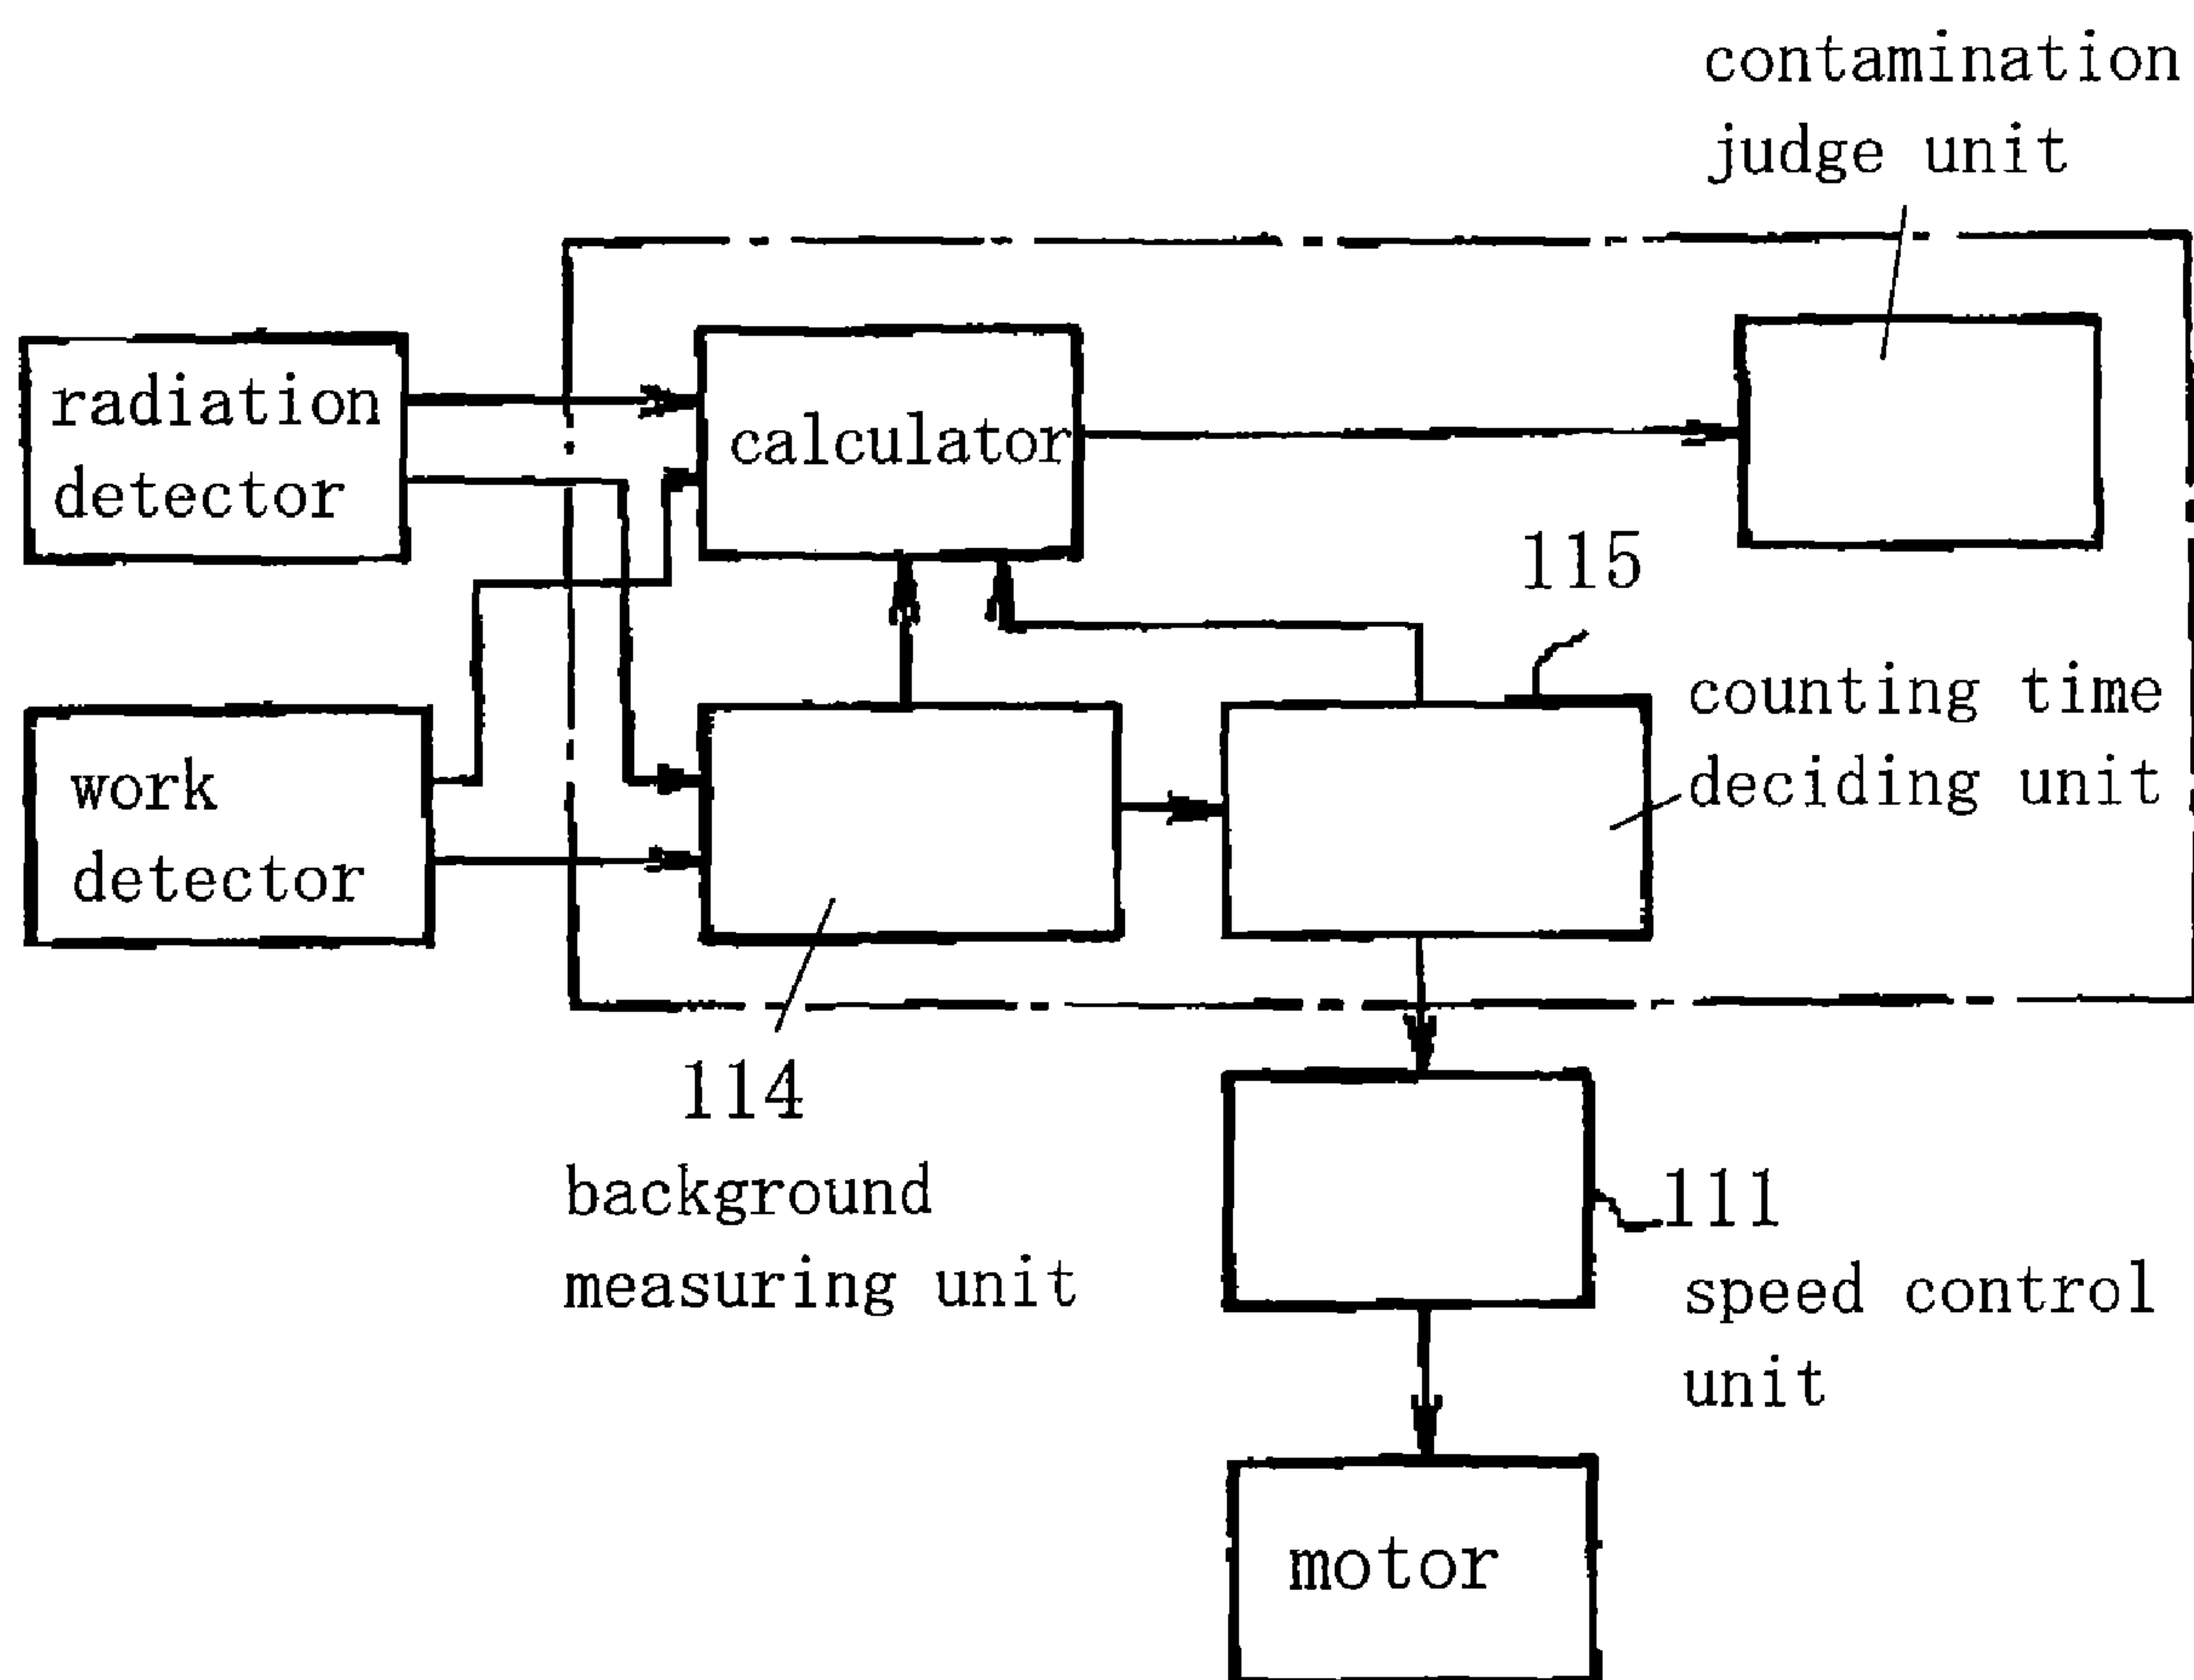 contamination
judge unit
radiation
detector
calculator
115
counting time
deciding unit
work
detector
114
background
measuring unit
111
speed control
unit
motor